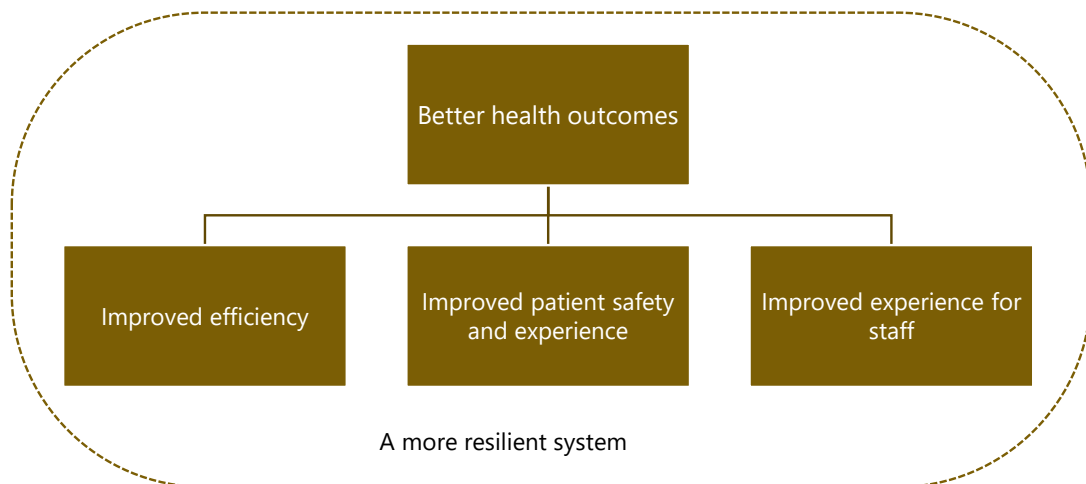 Better health outcomes
Improved efficiency
Improved patient safety
and experience
Improved experience for
staff
A more resilient system